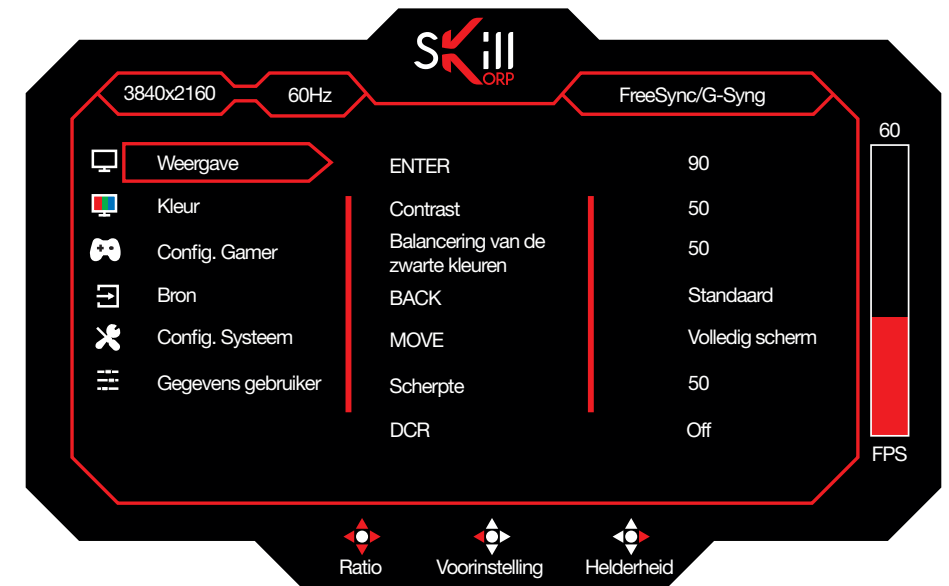 SKill
ORP
3840x2160
60Hz
FreeSync/G-Syng
60
Weergave
ENTER
90
Kleur
Contrast
50
Config. Gamer
Balancering van de
zwarte kleuren
50
Bron
BACK
Standaard
Config. Systeem
MOVE
Volledig scherm
Gegevens gebruiker
Scherpte
50
DCR
Off
FPS
Ratio
Voorinstelling
Helderheid